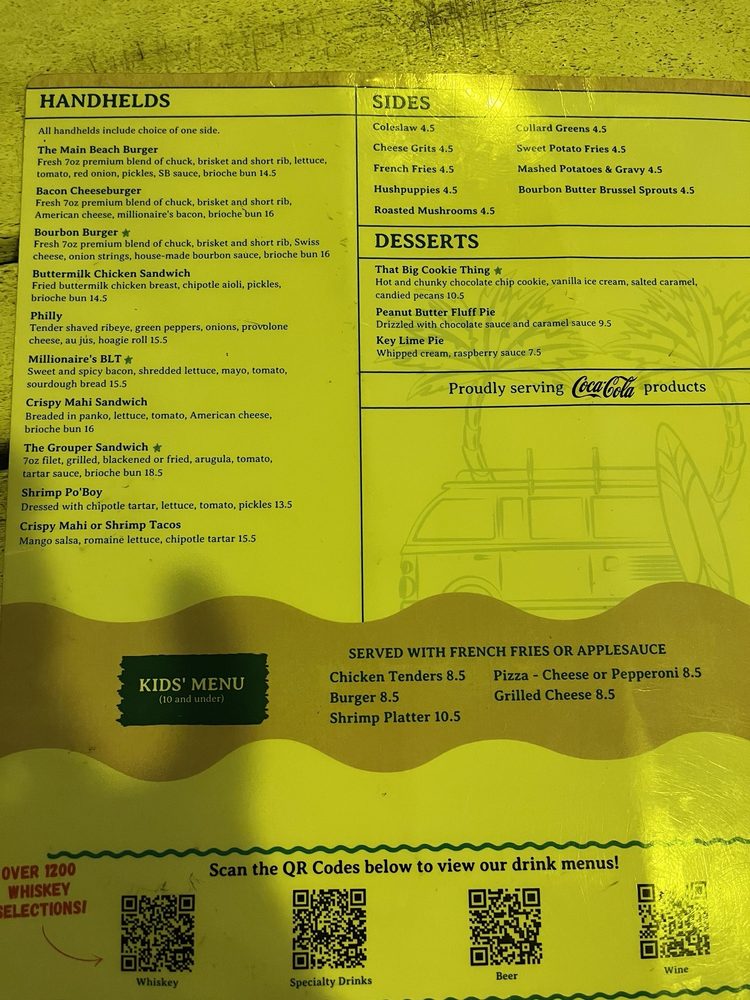 HANDHELDS
All handhelds include choice of one side.
The Main Beach Burger
Fresh 7oz premium blend of chuck, brisket and short rib, lettuce,
tomato, red onion, pickles, SB sauce, brioche bun 14.5
Bacon Cheeseburger
Fresh 7oz premium blend of chuck, brisket and short rib,
American cheese, millionaire's bacon, brioche bun 16
Bourbon Burger
Fresh 7oz premium blend of chuck, brisket and short rib, Swiss
cheese, onion strings, house-made bourbon sauce, brioche bun 16
Buttermilk Chicken Sandwich
Fried buttermilk chicken breast, chipotle aioli, pickles,
brioche bun 14.5
Philly
Tender shaved ribeye, green peppers, onions, provolone
cheese, au jus, hoagie roll 15.5
Millionaire's BLT
Sweet and spicy bacon, shredded lettuce, mayo, tomato,
sourdough bread 15.5
Crispy Mahi Sandwich
Breaded in panko, lettuce, tomato, American cheese,
brioche bun 16
The Grouper Sandwich
7oz filet, grilled, blackened or fried, arugula, tomato,
tartar sauce, brioche bun 18.5
Shrimp Po'Boy
Dressed with chipotle tartar, lettuce, tomato, pickles 13.5
Crispy Mahi or Shrimp Tacos
Mango salsa, romaine lettuce, chipotle tartar 15.5
SIDES
Coleslaw 4.5 Collard Greens 4.5
Cheese Grits 4.5 Sweet Potato Fries 4.5
French Fries 4.5 Mashed Potatoes & Gravy 4.5
Hushpuppies 4.5 Bourbon Butter Brussel Sprouts 4.5
Roasted Mushrooms 4.5
DESSERTS
That Big Cookie Thing
Hot and chunky chocolate chip cookie, vanilla ice cream, salted caramel,
candied pecans 10.5
Peanut Butter Fluff Pie
Drizzled with chocolate sauce and caramel sauce 9.5
Key Lime Pie
Whipped cream, raspberry sauce 7.5
Proudly serving Coca-Cola products
KIDS' MENU
(10 and under)
SERVED WITH FRENCH FRIES OR APPLESAUCE
Chicken Tenders 8.5 Pizza - Cheese or Pepperoni 8.5
Burger 8.5 Grilled Cheese 8.5
Shrimp Platter 10.5
Scan the QR Codes below to view our drink menus!
OVER 1200
WHISKEY
SELECTIONS!
Whiskey Specialty Drinks Beer Wine